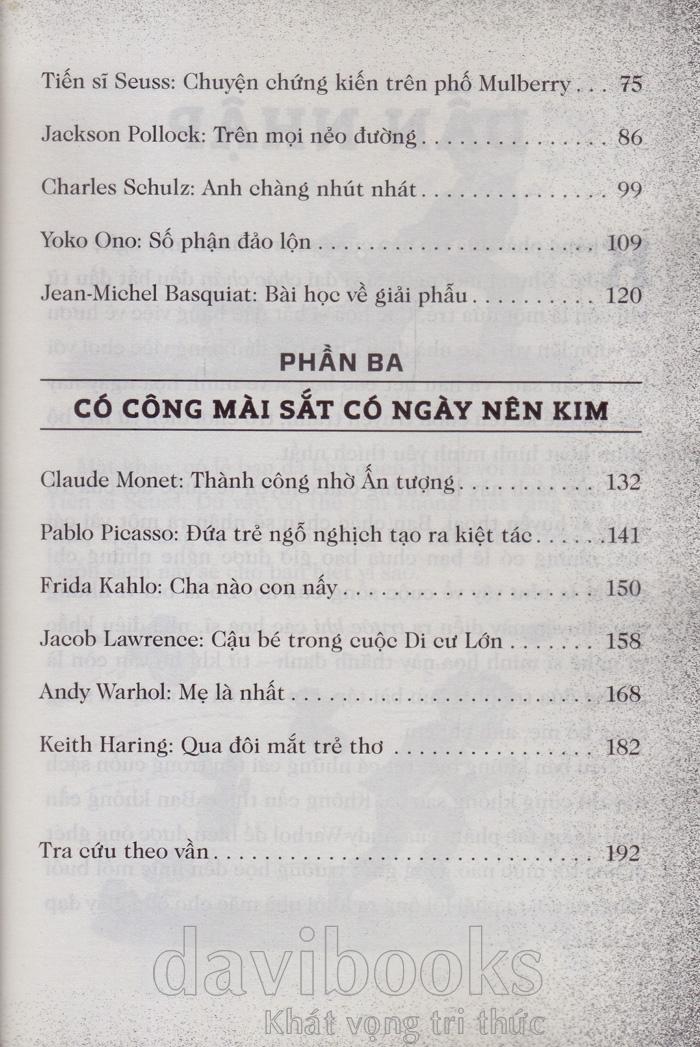 Tiến sĩ Seuss: Chuyện chứng kiến trên phố Mulberry... 75
Jackson Pollock: Trên mọi nẻo đường............... 86
Charles Schulz: Anh chàng nhút nhát............... 99
Yoko Ono: Số phận đảo lộn........................ 109
Jean-Michel Basquiat: Bài học về giải phẫu........... 120
PHẦN BA
CÓ CÔNG MÀI SẮT CÓ NGÀY NÊN KIM
Claude Monet: Thành công nhờ Ấn tượng............ 132
Pablo Picasso: Đứa trẻ ngỗ nghịch tạo ra kiệt tác...... 141
Frida Kahlo: Cha nào con nấy..................... 150
Jacob Lawrence: Cậu bé trong cuộc Di cư Lớn........ 158
Andy Warhol: Mẹ là nhất......................... 168
Keith Haring: Qua đôi mắt trẻ thơ................. 182
Tra cứu theo vần............................... 192
davibooks
Khát vọng tri thức